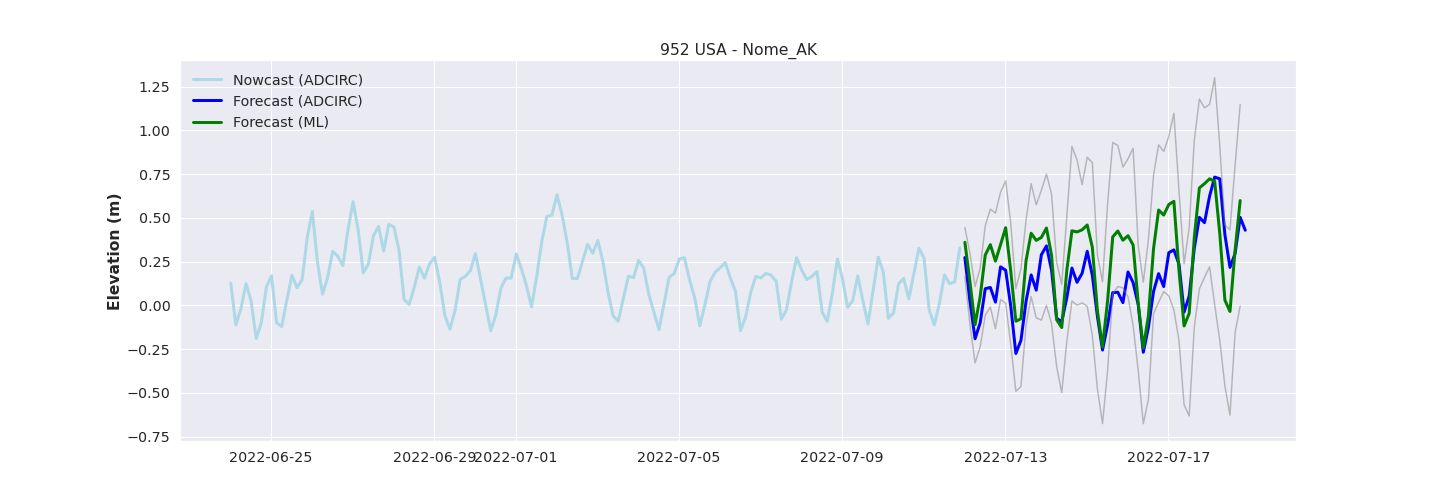 952 USA - Nome_AK
Nowcast (ADCIRC)
Forecast (ADCIRC)
Forecast (ML)
Elevation (m)
1.25
1.00
0.75
0.50
0.25
0.00
−0.25
−0.50
−0.75
2022-06-25 2022-06-29 2022-07-01 2022-07-05 2022-07-09 2022-07-13 2022-07-17